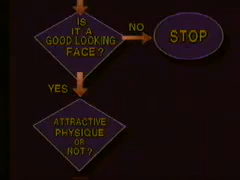 IS
IT A
GOOD LOOKING
FACE?
NO
STOP
YES
ATTRACTIVE
PHYSIQUE
OR
NOT?